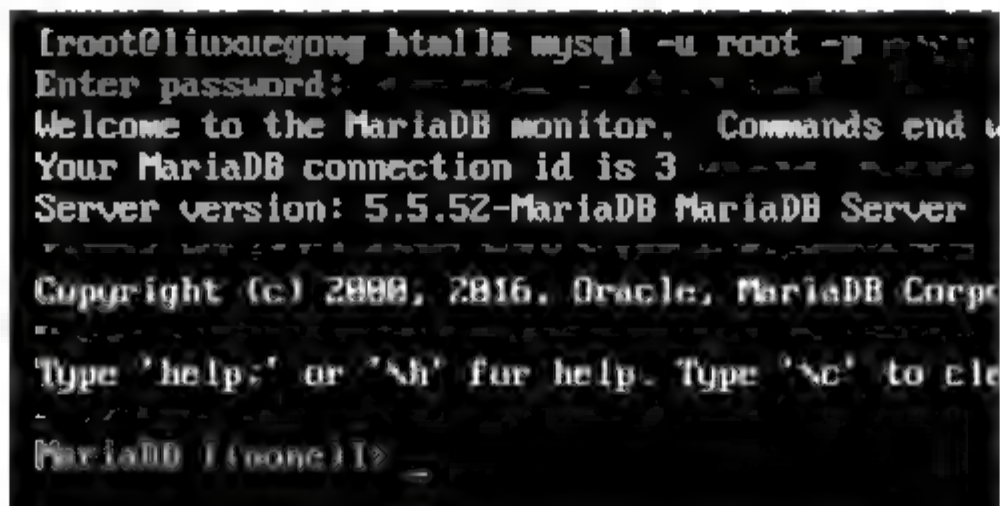 [root@liuxuegong html]# mysql -u root -p
Enter password:
Welcome to the MariaDB monitor.  Commands end
Your MariaDB connection id is 3
Server version: 5.5.52-MariaDB MariaDB Server
Copyright (c) 2000, 2016, Oracle, MariaDB Corpo
Type 'help;' or '\h' for help. Type '\c' to cle
MariaDB [(none)]> _